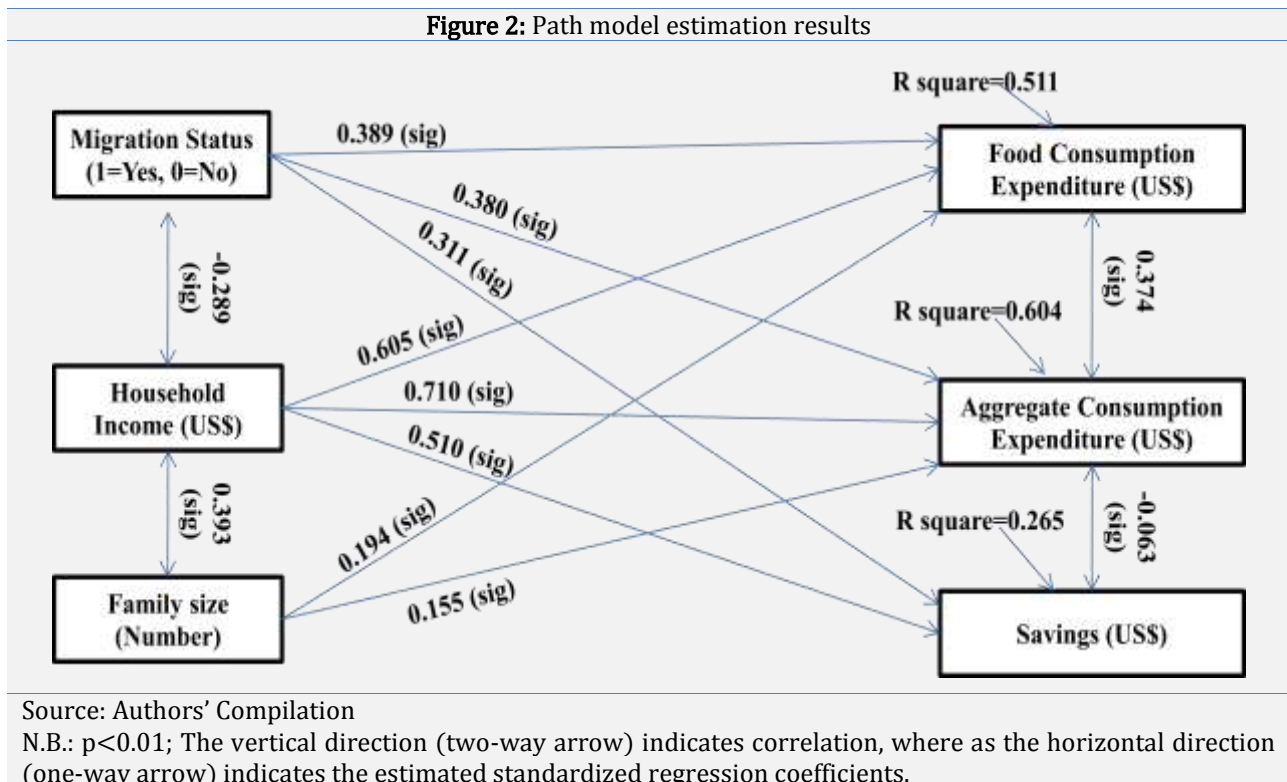 Figure 2: Path model estimation results
R square=0.511
Migration Status
(1=Yes, 0=No)
0.389 (sig)
Food Consumption
Expenditure (US$)
0.380 (sig)
0.311 (sig)
-0.289
(sig)
0.374
(sig)
R square=0.604
0.605 (sig)
Household
Income (US$)
0.710 (sig)
Aggregate Consumption
Expenditure (US$)
0.510 (sig)
0.393
(sig)
-0.063
(sig)
R square=0.265
0.194 (sig)
Family size
(Number)
0.155 (sig)
Savings (US$)
Source: Authors' Compilation
N.B.: p<0.01; The vertical direction (two-way arrow) indicates correlation, where as the horizontal direction
(one-way arrow) indicates the estimated standardized regression coefficients.